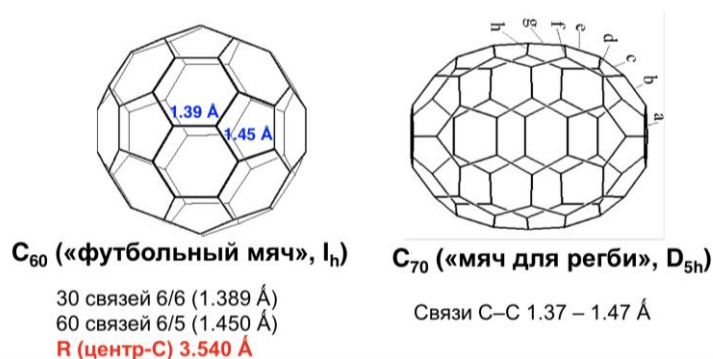 1.39 Å
1.45 Å
h
g
f
e
d
c
b
a
C₆₀ («футбольный мяч», Iₕ)
30 связей 6/6 (1.389 Å)
60 связей 6/5 (1.450 Å)
R (центр-C) 3.540 Å
C₇₀ («мяч для регби», D₅ₕ)
Связи C–C 1.37 – 1.47 Å